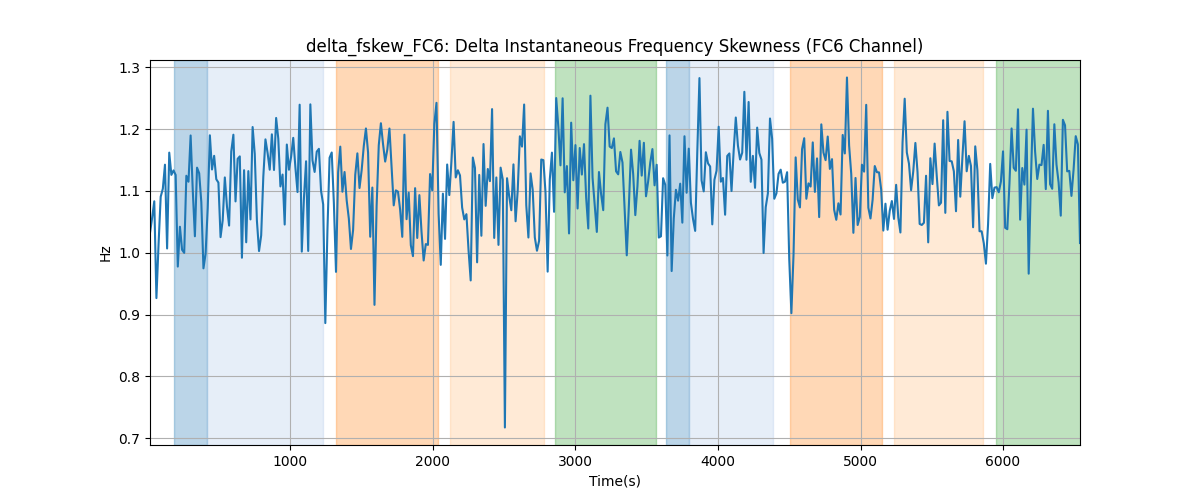 delta_fskew_FC6: Delta Instantaneous Frequency Skewness (FC6 Channel)
1.3
1.2
1.1
1.0
0.9
0.8
0.7
Hz
1000 2000 3000 4000 5000 6000
Time(s)